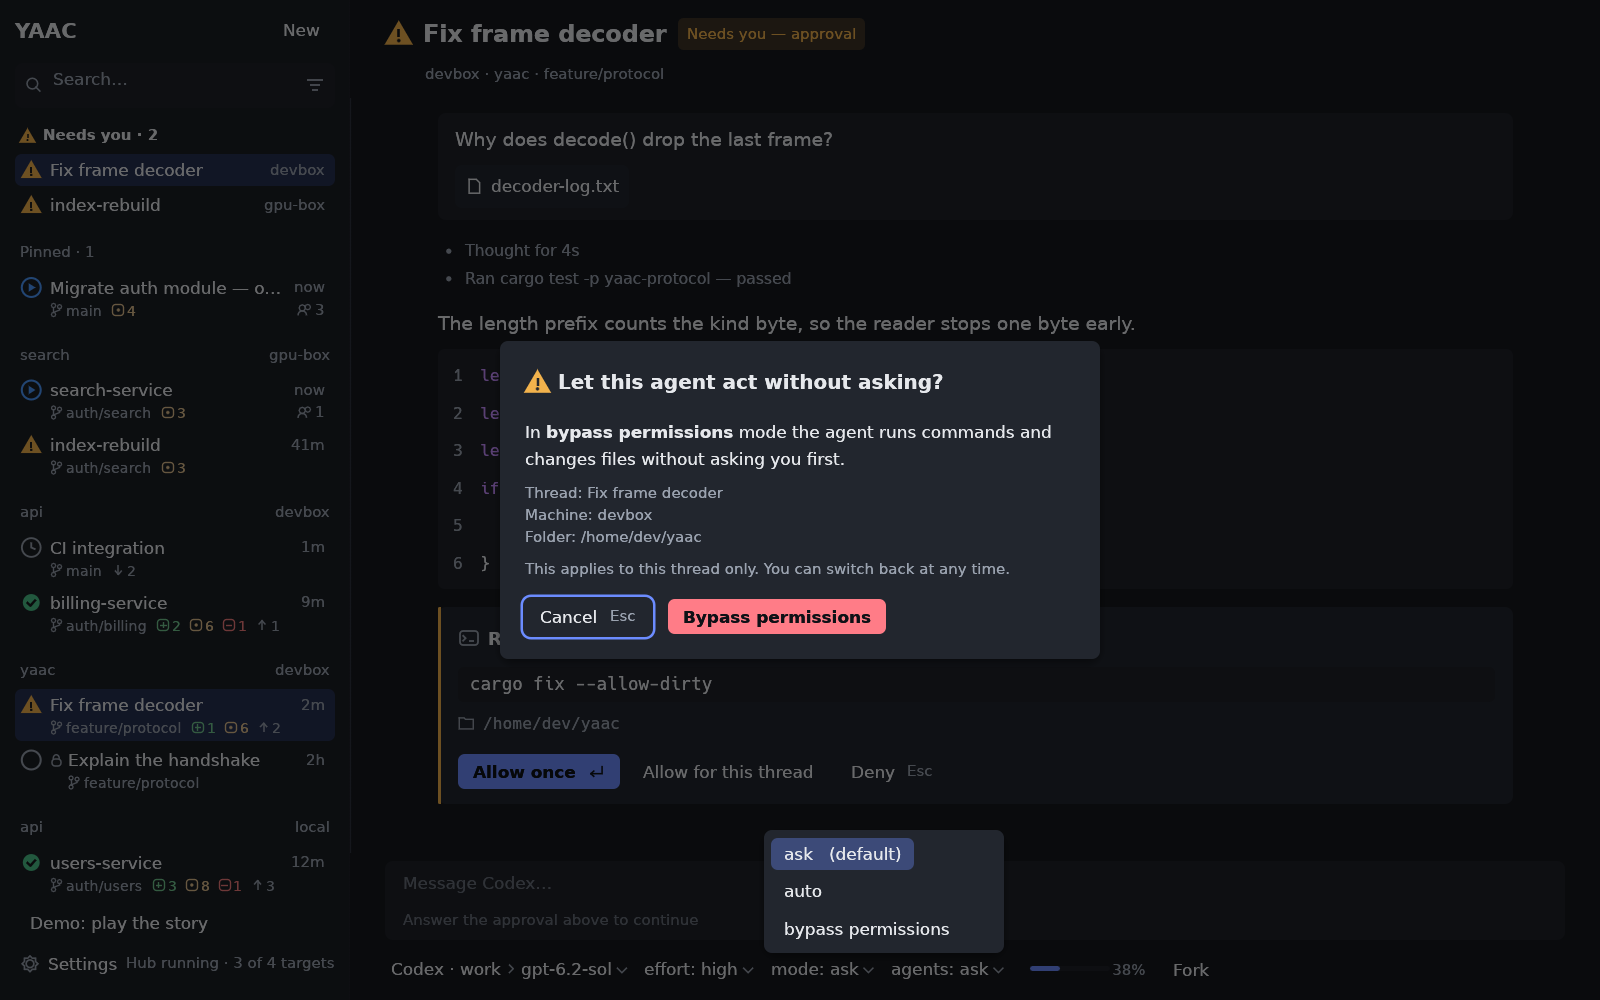 YAAC
New
Search...
Needs you · 2
Fix frame decoder devbox
index-rebuild gpu-box
Pinned · 1
Migrate auth module — o... now
main 4 3
search gpu-box
search-service now
auth/search 3 1
index-rebuild 41m
auth/search 3
api devbox
CI integration 1m
main ↓2
billing-service 9m
auth/billing 2 6 1 ↑1
yaac devbox
Fix frame decoder 2m
feature/protocol 1 6 ↑2
Explain the handshake 2h
feature/protocol
api local
users-service 12m
auth/users 3 8 1 ↑3
Demo: play the story
Settings Hub running · 3 of 4 targets
Fix frame decoder Needs you — approval
devbox · yaac · feature/protocol
Why does decode() drop the last frame?
decoder-log.txt
• Thought for 4s
• Ran cargo test -p yaac-protocol — passed
The length prefix counts the kind byte, so the reader stops one byte early.
1 le
2 le
3 le
4 if
5
6 }
Let this agent act without asking?
In bypass permissions mode the agent runs commands and
changes files without asking you first.
Thread: Fix frame decoder
Machine: devbox
Folder: /home/dev/yaac
This applies to this thread only. You can switch back at any time.
Cancel Esc Bypass permissions
R
cargo fix --allow-dirty
/home/dev/yaac
Allow once ↵ Allow for this thread Deny Esc
ask (default)
auto
bypass permissions
Message Codex...
Answer the approval above to continue
Codex · work › gpt-6.2-sol effort: high mode: ask agents: ask 38% Fork